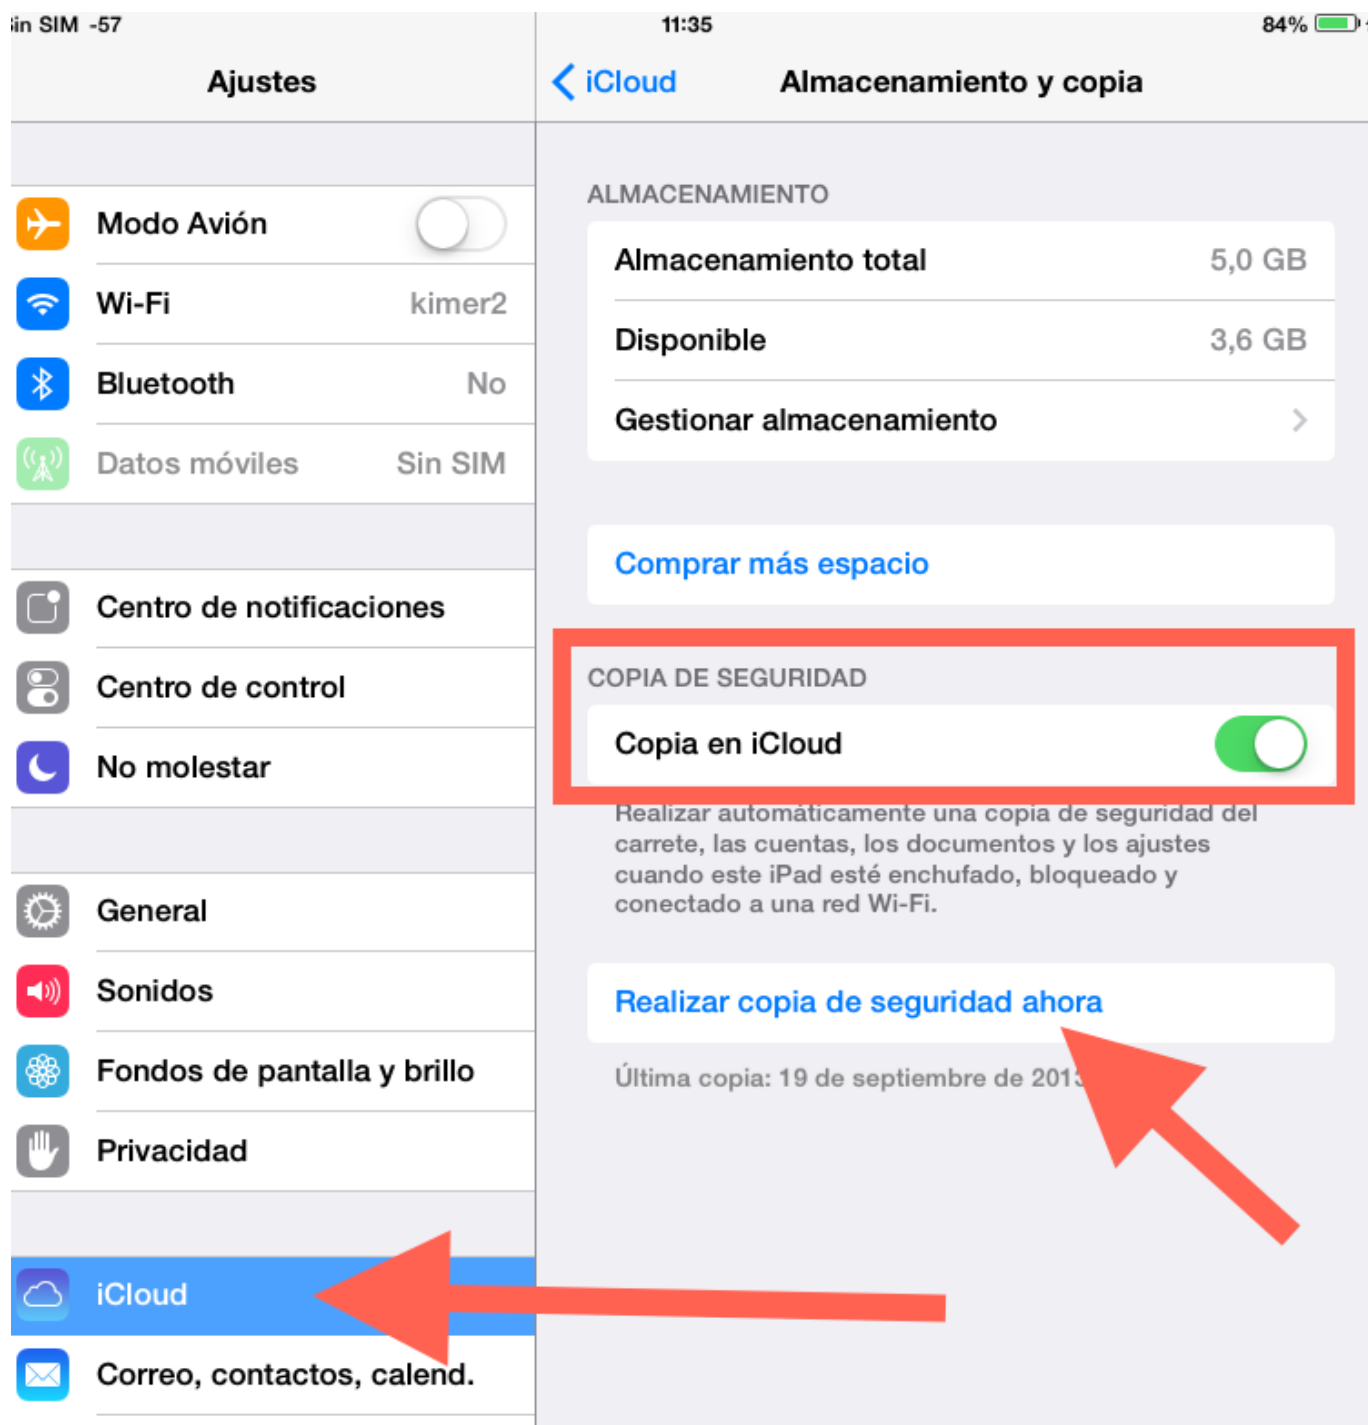 SIM -57
11:35
84%
Ajustes
Modo Avión
Wi-Fi kimer2
Bluetooth No
Datos móviles Sin SIM
Centro de notificaciones
Centro de control
No molestar
General
Sonidos
Fondos de pantalla y brillo
Privacidad
iCloud
Correo, contactos, calend.
iCloud
Almacenamiento y copia
ALMACENAMIENTO
Almacenamiento total 5,0 GB
Disponible 3,6 GB
Gestionar almacenamiento
Comprar más espacio
COPIA DE SEGURIDAD
Copia en iCloud
Realizar automáticamente una copia de seguridad del
carrete, las cuentas, los documentos y los ajustes
cuando este iPad esté enchufado, bloqueado y
conectado a una red Wi-Fi.
Realizar copia de seguridad ahora
Última copia: 19 de septiembre de 2013